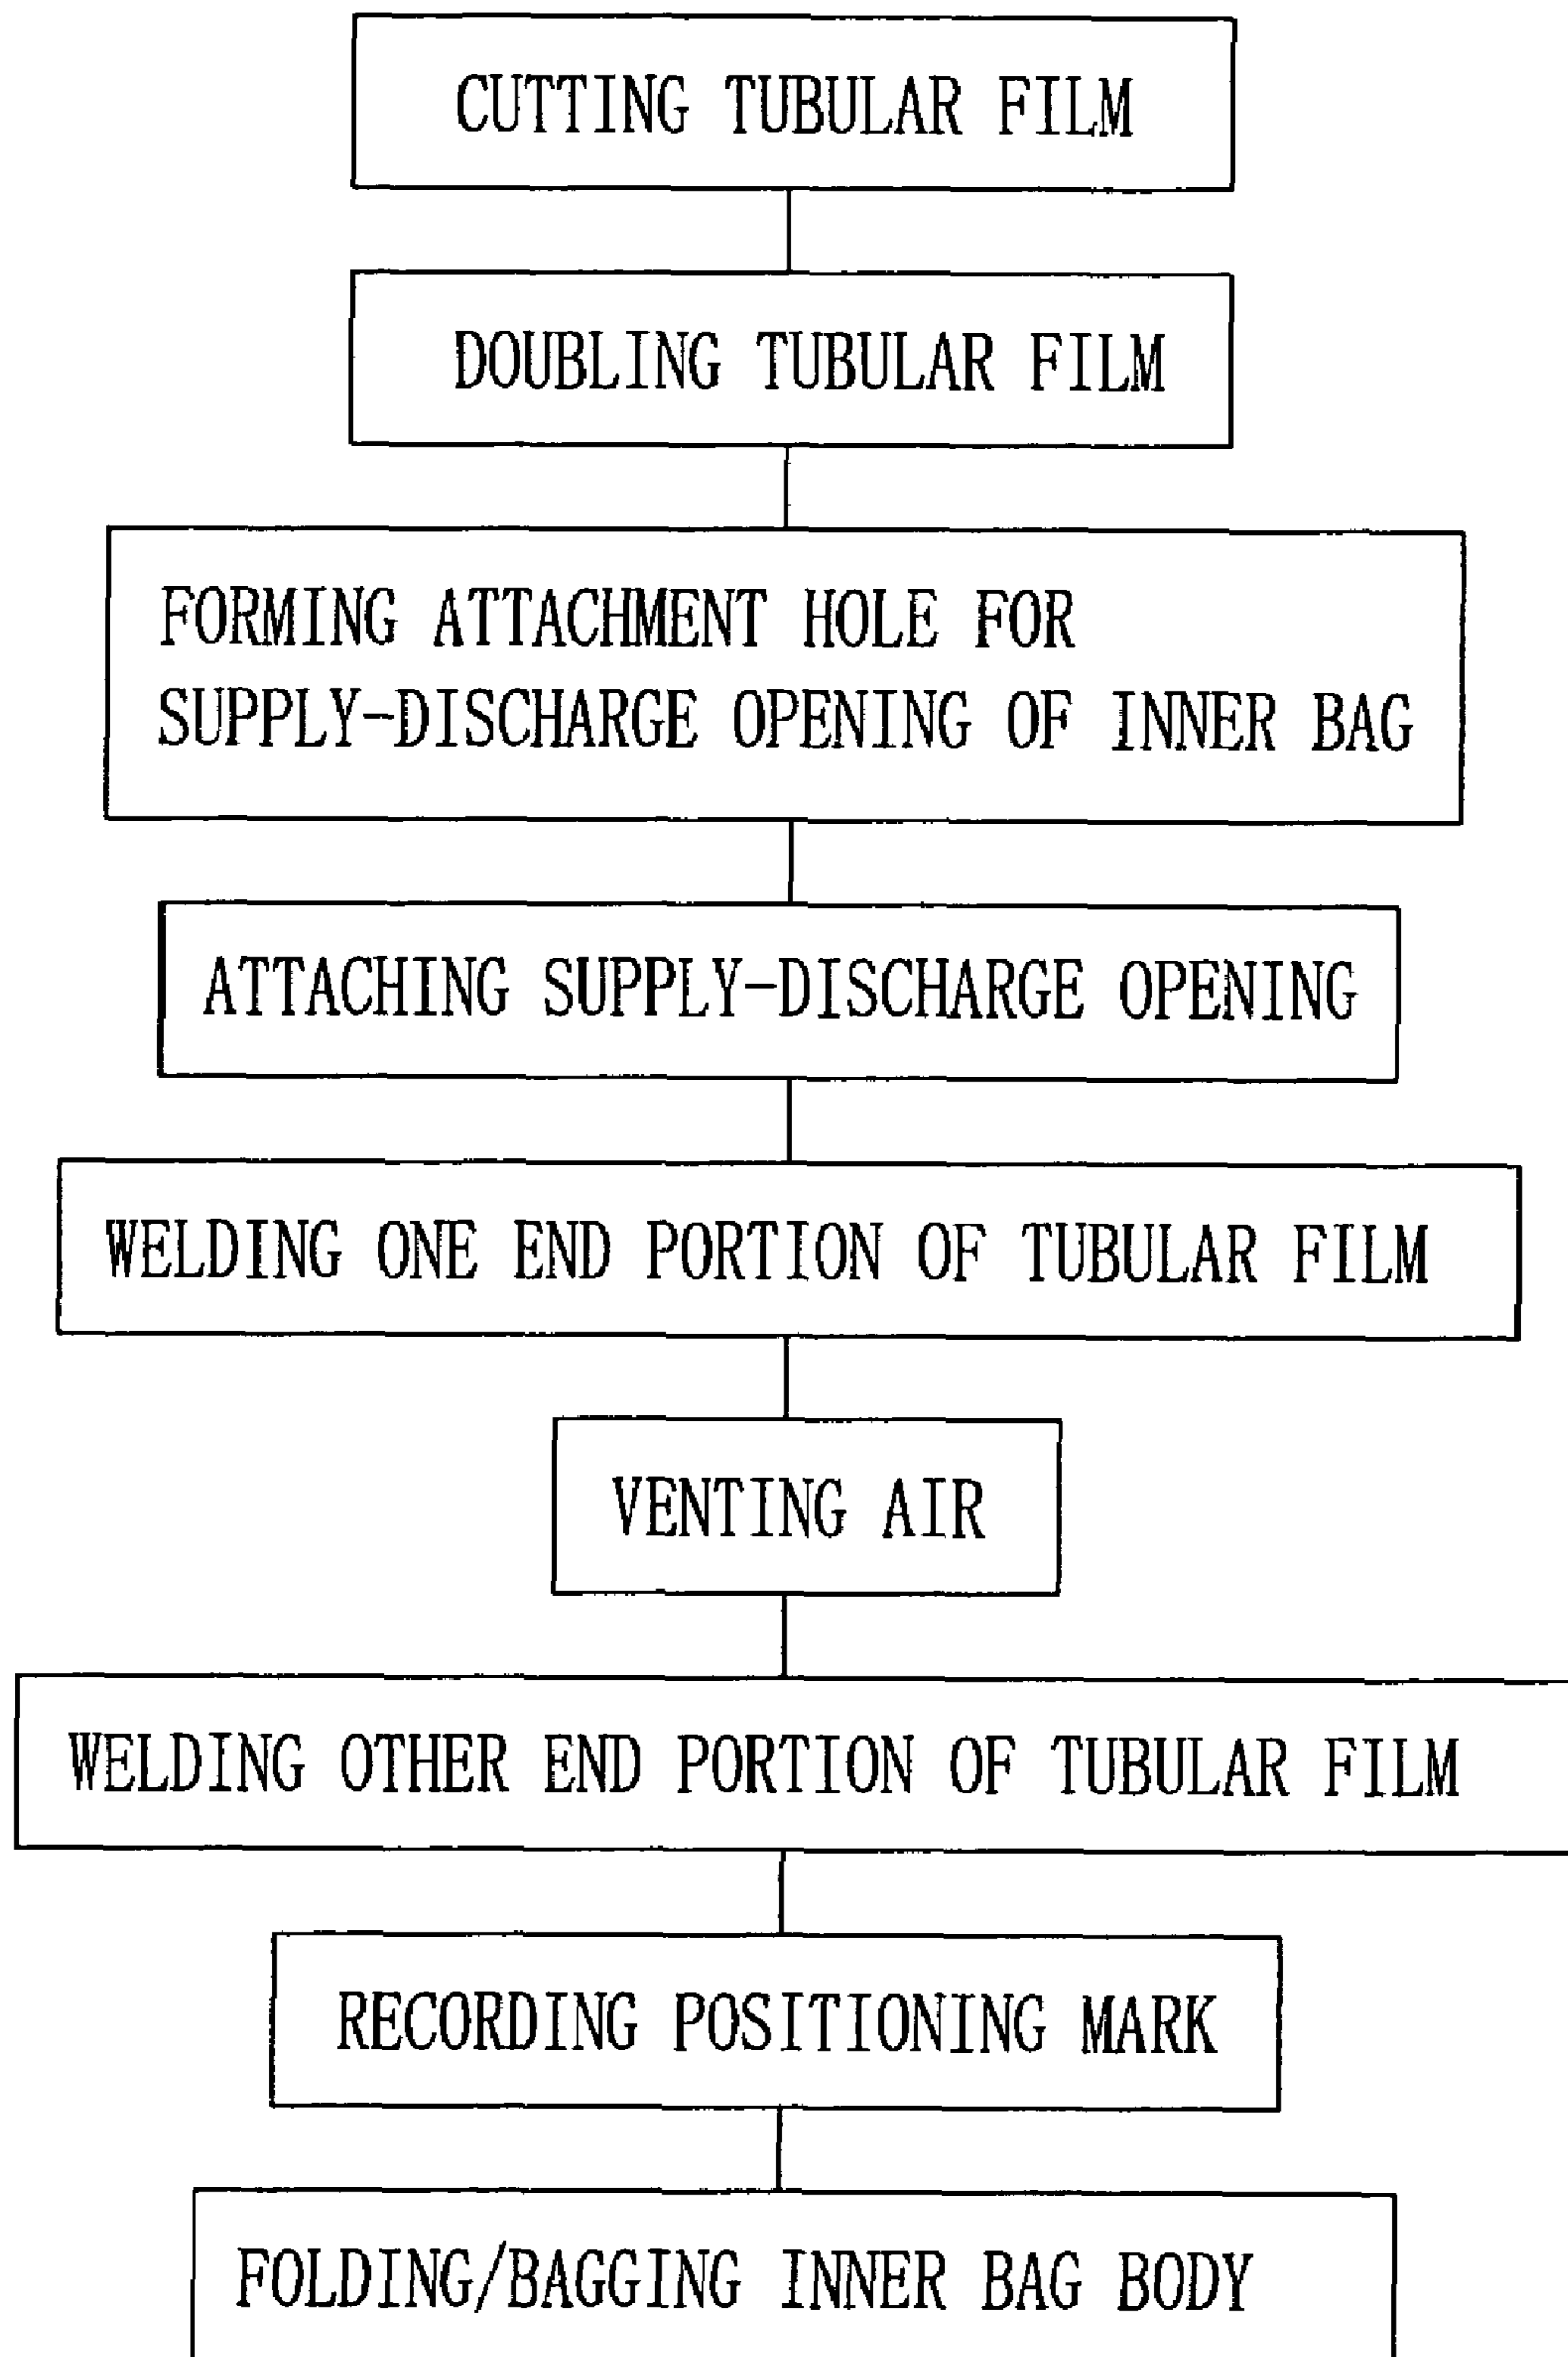 CUTTING TUBULAR FILM
DOUBLING TUBULAR FILM
FORMING ATTACHMENT HOLE FOR
SUPPLY-DISCHARGE OPENING OF INNER BAG
ATTACHING SUPPLY-DISCHARGE OPENING
WELDING ONE END PORTION OF TUBULAR FILM
VENTING AIR
WELDING OTHER END PORTION OF TUBULAR FILM
RECORDING POSITIONING MARK
FOLDING/BAGGING INNER BAG BODY